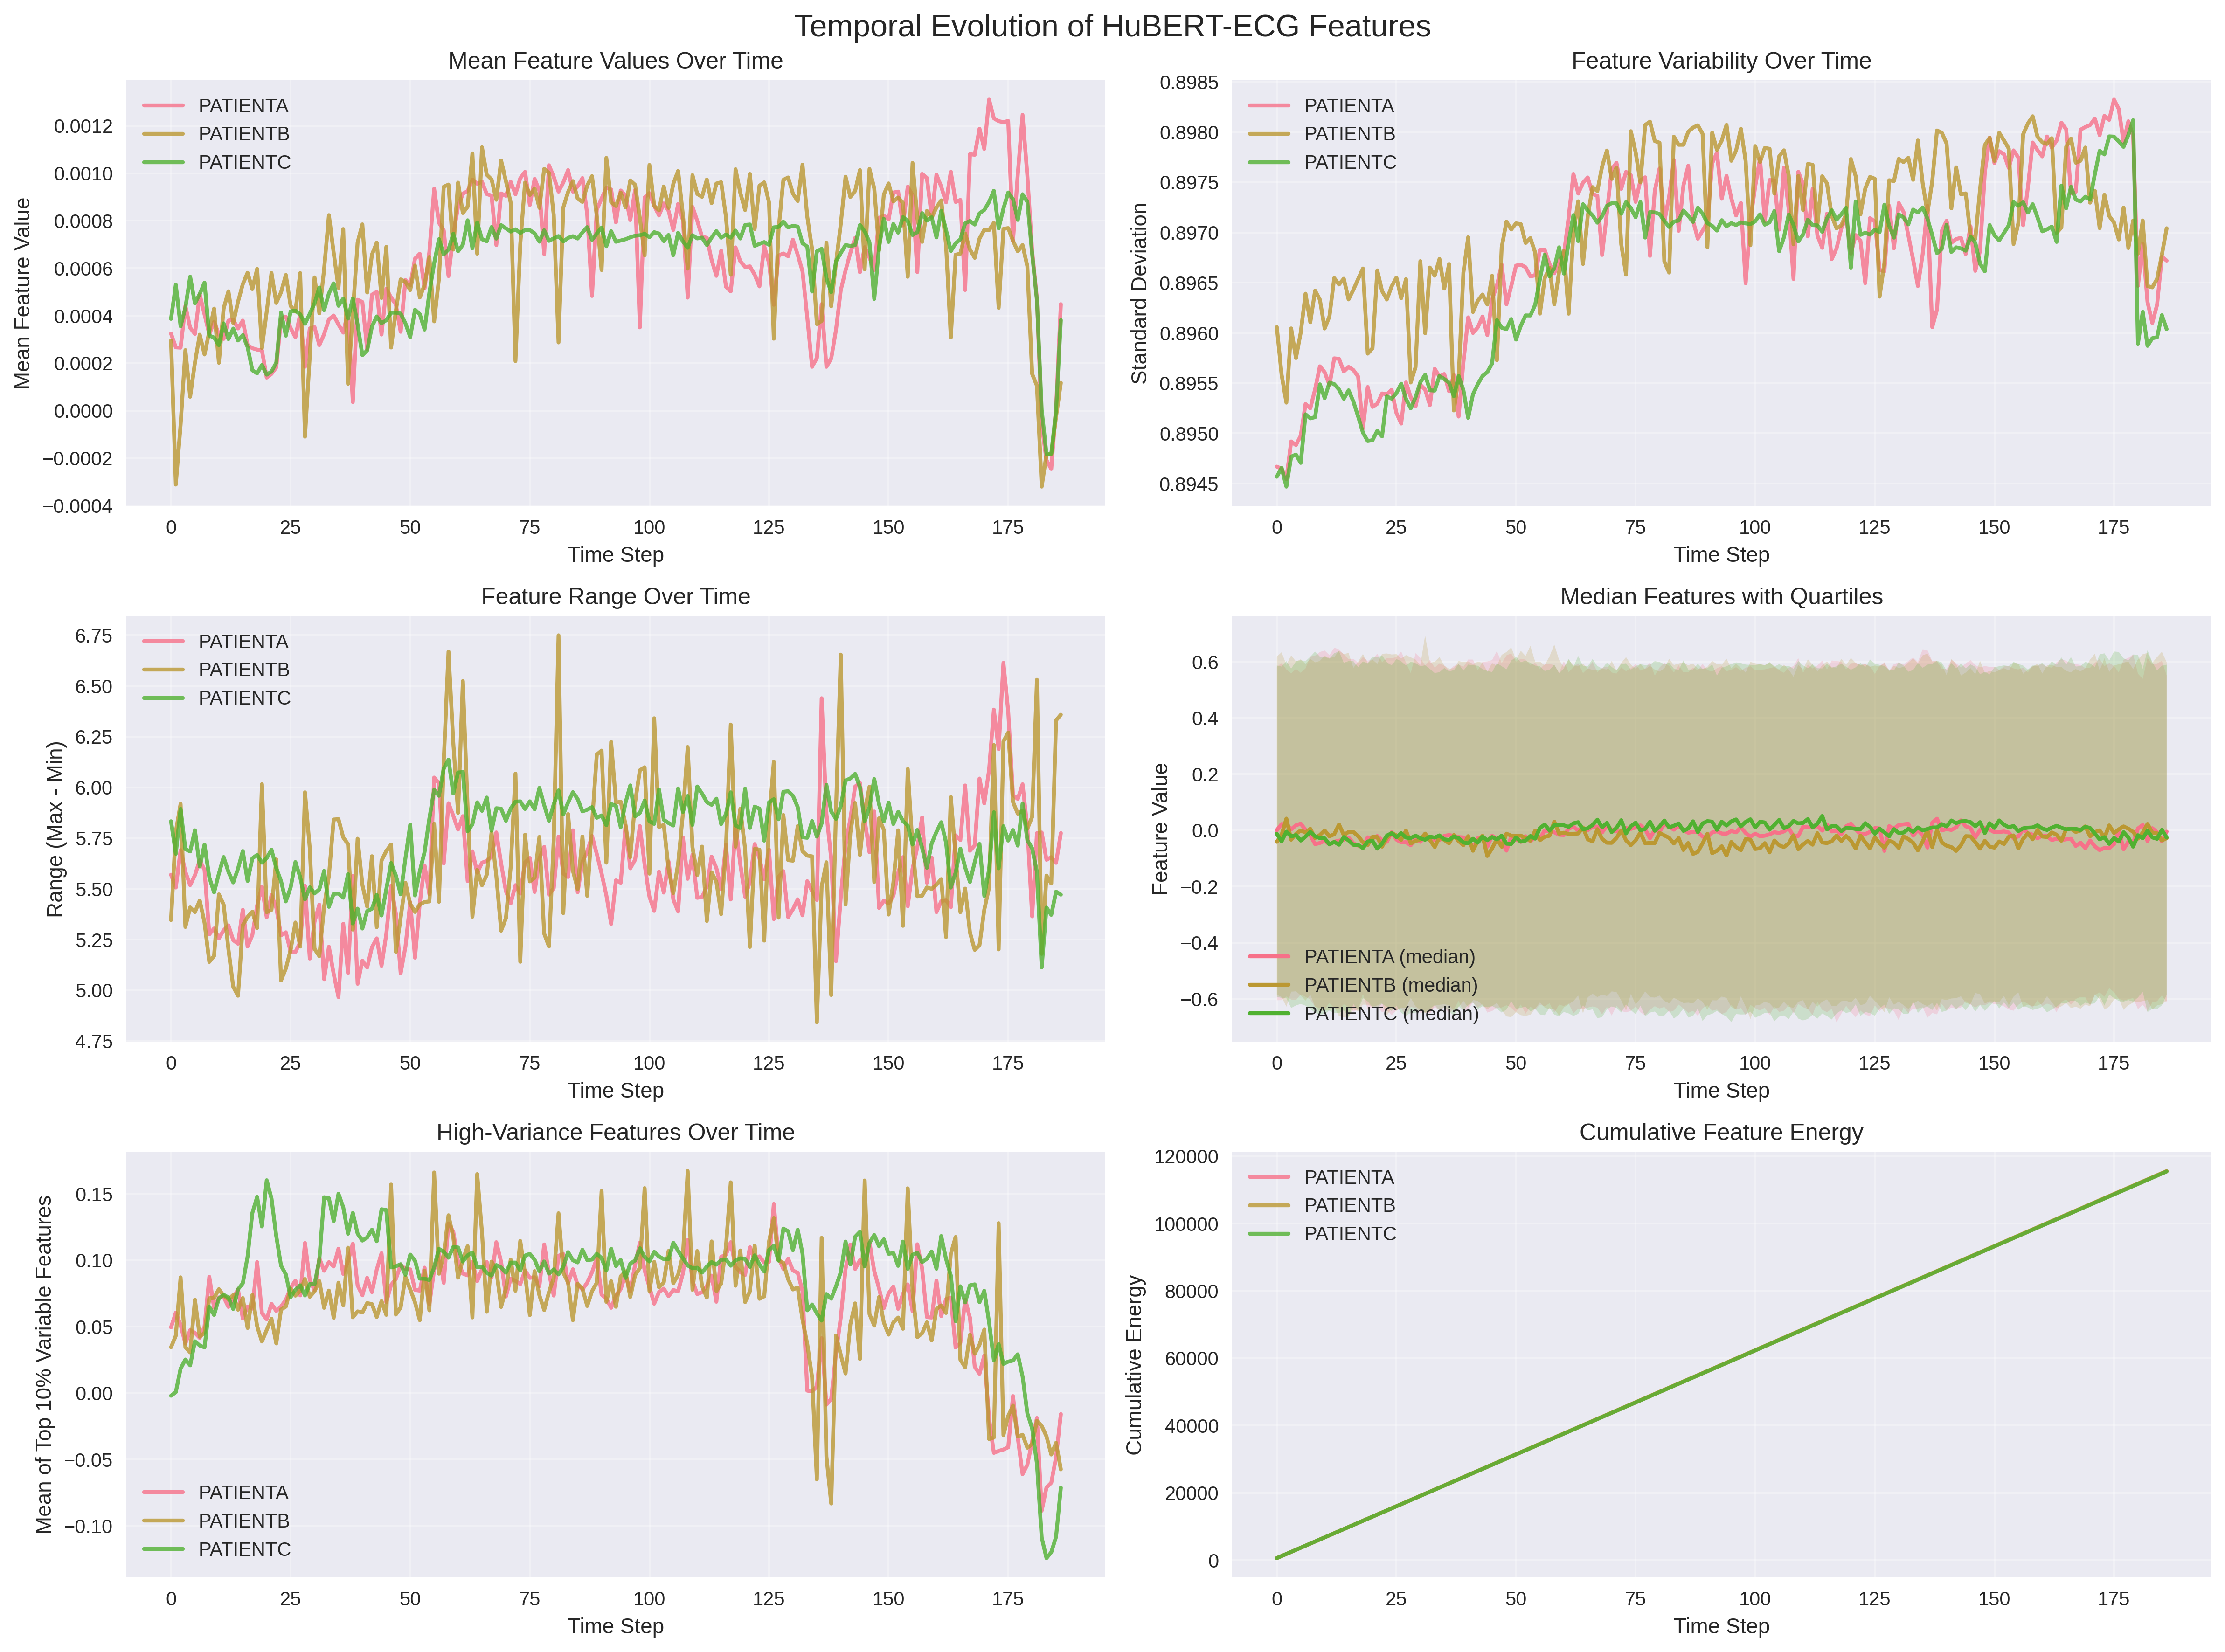 Temporal Evolution of HuBERT-ECG Features
Mean Feature Values Over Time
PATIENTA
PATIENTB
PATIENTC
0.0012
0.0010
0.0008
0.0006
0.0004
0.0002
0.0000
−0.0002
−0.0004
Mean Feature Value
0 25 50 75 100 125 150 175
Time Step
Feature Variability Over Time
PATIENTA
PATIENTB
PATIENTC
0.8985
0.8980
0.8975
0.8970
0.8965
0.8960
0.8955
0.8950
0.8945
Standard Deviation
0 25 50 75 100 125 150 175
Time Step
Feature Range Over Time
PATIENTA
PATIENTB
PATIENTC
6.75
6.50
6.25
6.00
5.75
5.50
5.25
5.00
4.75
Range (Max - Min)
0 25 50 75 100 125 150 175
Time Step
Median Features with Quartiles
0.6
0.4
0.2
0.0
−0.2
−0.4
−0.6
Feature Value
PATIENTA (median)
PATIENTB (median)
PATIENTC (median)
0 25 50 75 100 125 150 175
Time Step
High-Variance Features Over Time
0.15
0.10
0.05
0.00
−0.05
−0.10
Mean of Top 10% Variable Features
PATIENTA
PATIENTB
PATIENTC
0 25 50 75 100 125 150 175
Time Step
Cumulative Feature Energy
PATIENTA
PATIENTB
PATIENTC
120000
100000
80000
60000
40000
20000
0
Cumulative Energy
0 25 50 75 100 125 150 175
Time Step